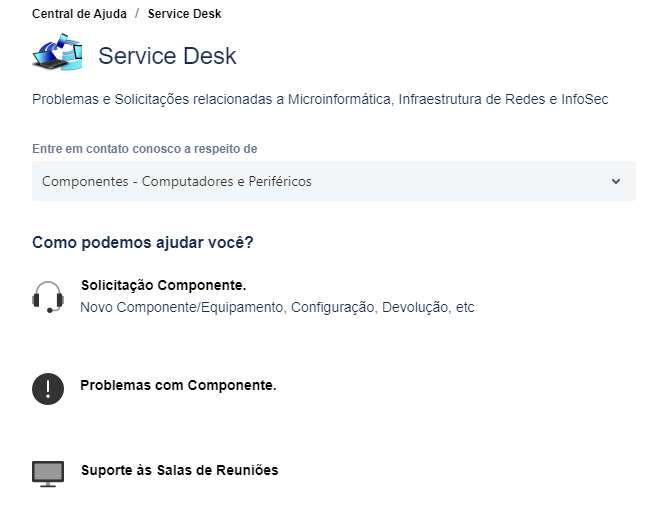 Central de Ajuda / Service Desk
Service Desk
Problemas e Solicitações relacionadas a Microinformática, Infraestrutura de Redes e InfoSec
Entre em contato conosco a respeito de
Componentes - Computadores e Periféricos
Como podemos ajudar você?
Solicitação Componente.
Novo Componente/Equipamento, Configuração, Devolução, etc
Problemas com Componente.
Suporte às Salas de Reuniões